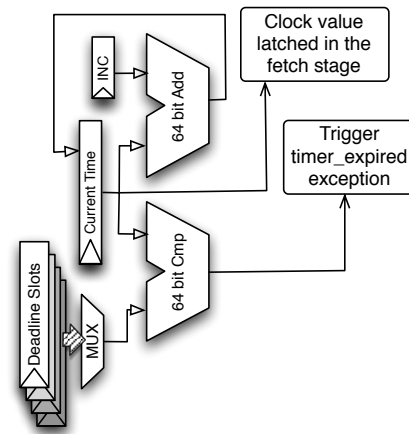 Clock value
latched in the
fetch stage
INC
64 bit Add
Trigger
timer_expired
exception
Current Time
64 bit Cmp
Deadline Slots
MUX